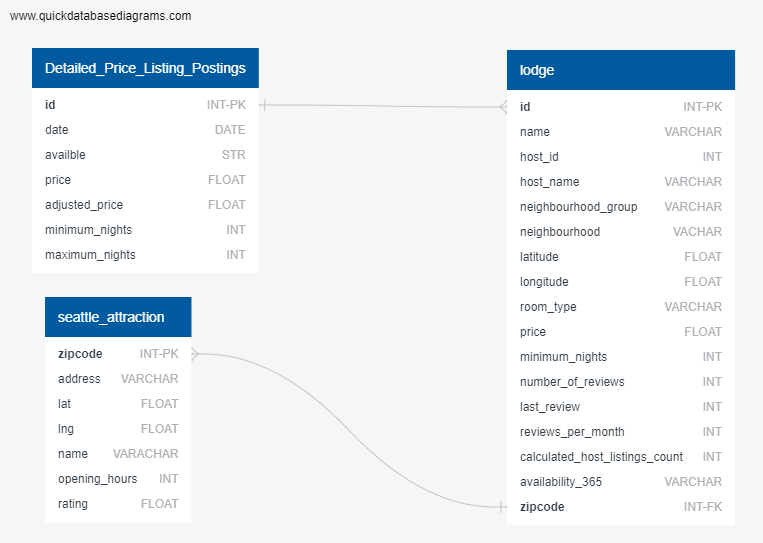 www.quickdatabasediagrams.com
Detailed_Price_Listing_Postings
id INT-PK
date DATE
availble STR
price FLOAT
adjusted_price FLOAT
minimum_nights INT
maximum_nights INT
seattle_attraction
zipcode INT-PK
address VARCHAR
lat FLOAT
lng FLOAT
name VARACHAR
opening_hours INT
rating FLOAT
lodge
id INT-PK
name VARCHAR
host_id INT
host_name VARCHAR
neighbourhood_group VARCHAR
neighbourhood VACHAR
latitude FLOAT
longitude FLOAT
room_type VARCHAR
price FLOAT
minimum_nights INT
number_of_reviews INT
last_review INT
reviews_per_month INT
calculated_host_listings_count INT
availability_365 VARCHAR
zipcode INT-FK